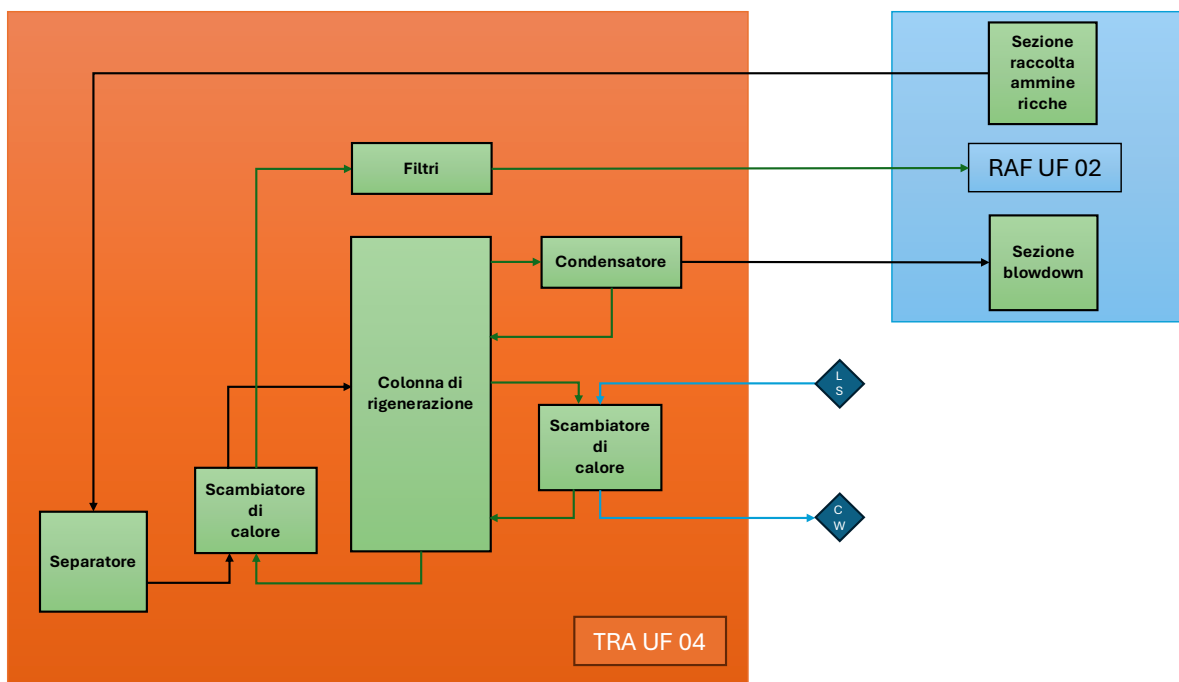 Sezione
raccolta
ammine
ricche
Filtri
RAF UF 02
Condensatore
Sezione
blowdown
Colonna di
rigenerazione
L
S
Scambiatore
di
calore
Scambiatore
di
calore
C
W
Separatore
TRA UF 04